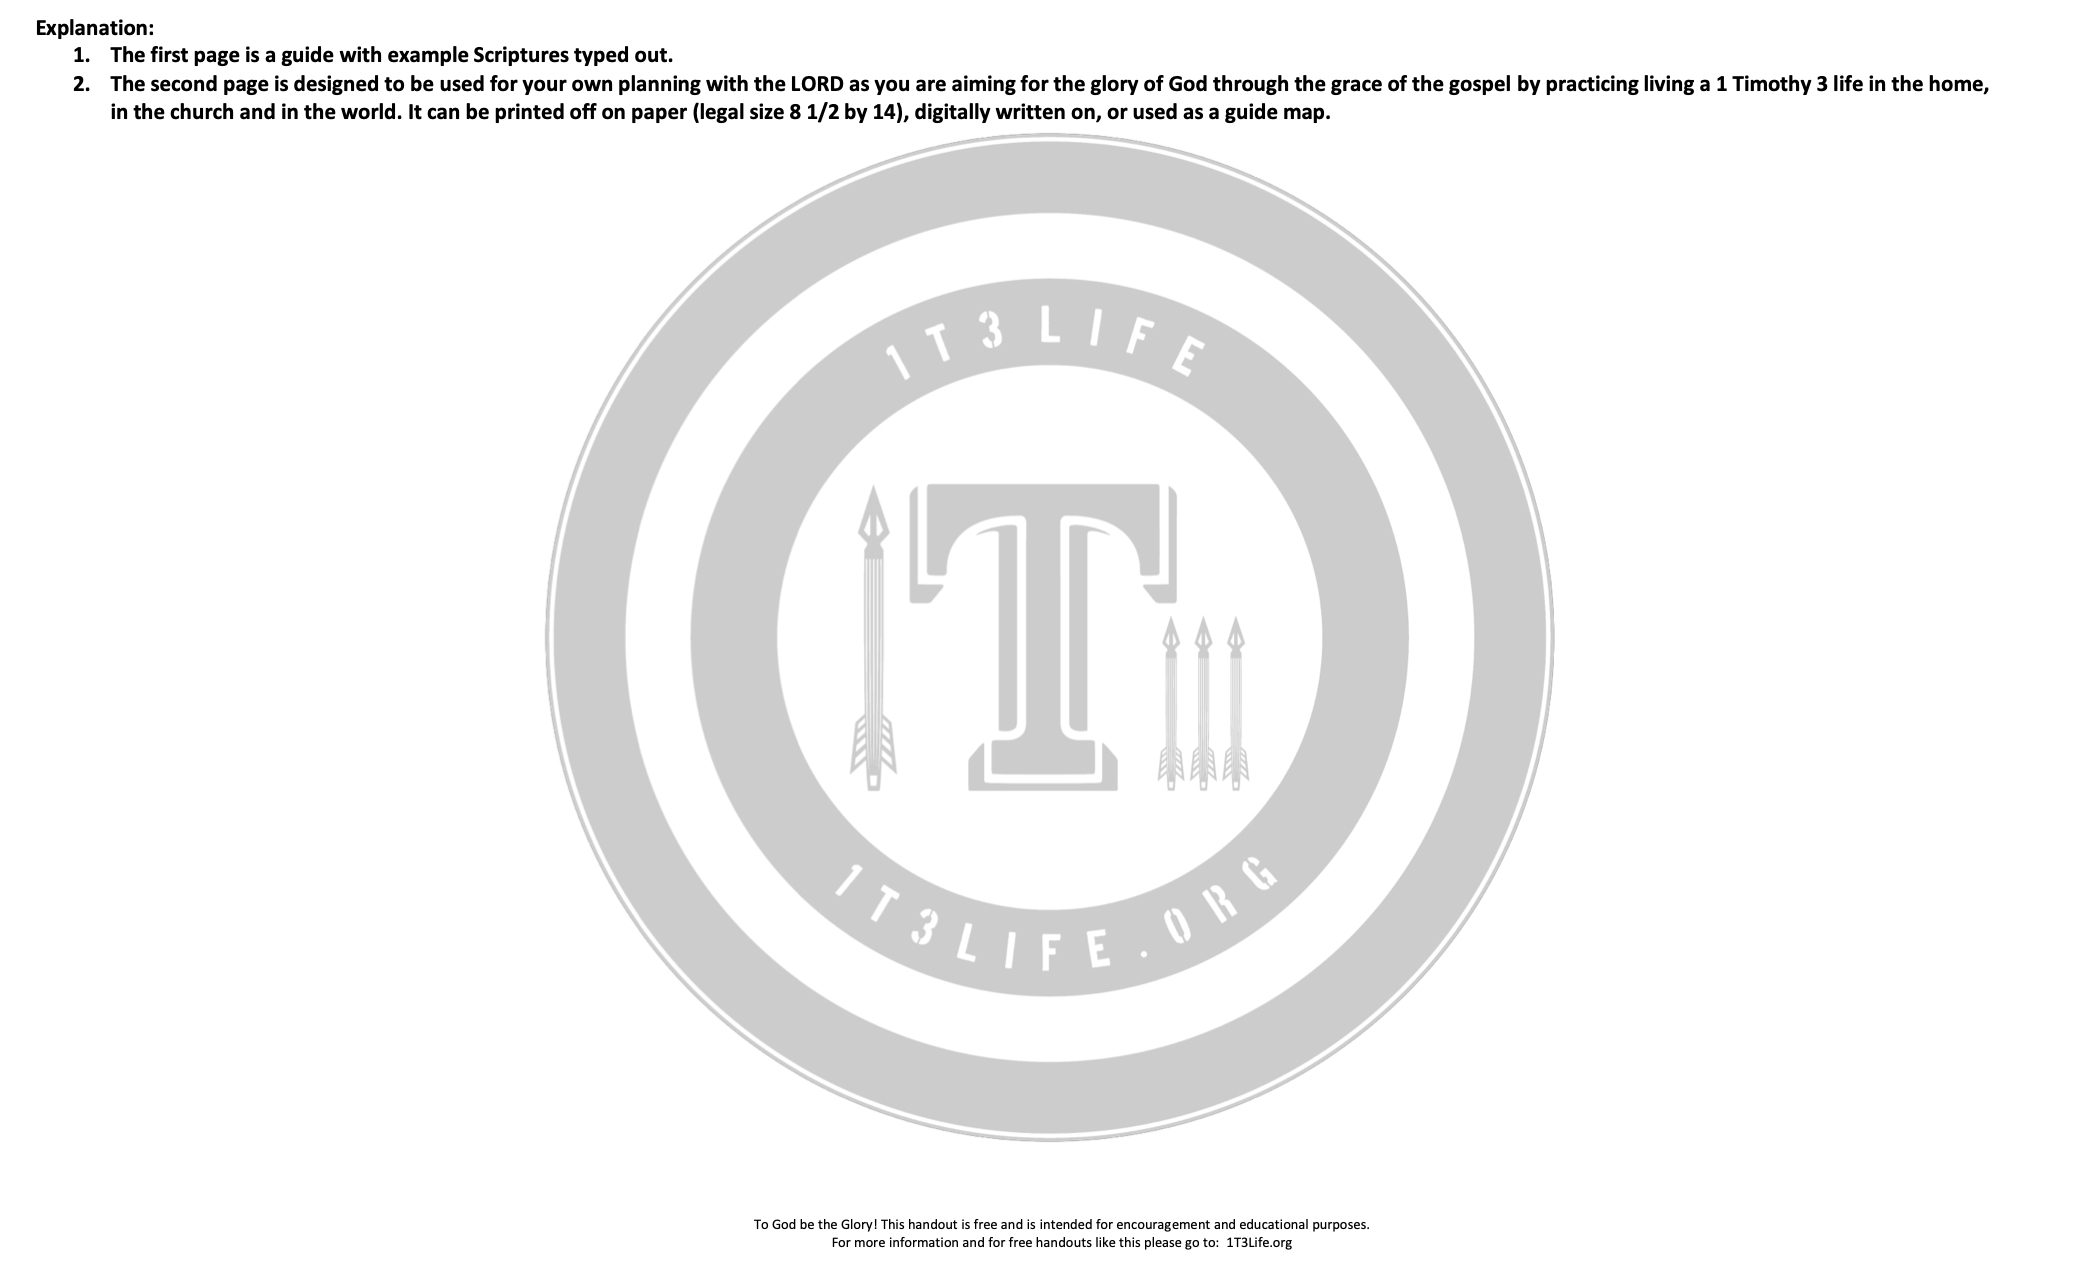 Explanation:
1. The first page is a guide with example Scriptures typed out.
2. The second page is designed to be used for your own planning with the LORD as you are aiming for the glory of God through the grace of the gospel by practicing living a 1 Timothy 3 life in the home,
in the church and in the world. It can be printed off on paper (legal size 8 1/2 by 14), digitally written on, or used as a guide map.
1T3LIFE
T
1T3LIFE.ORG
To God be the Glory! This handout is free and is intended for encouragement and educational purposes.
For more information and for free handouts like this please go to: 1T3Life.org